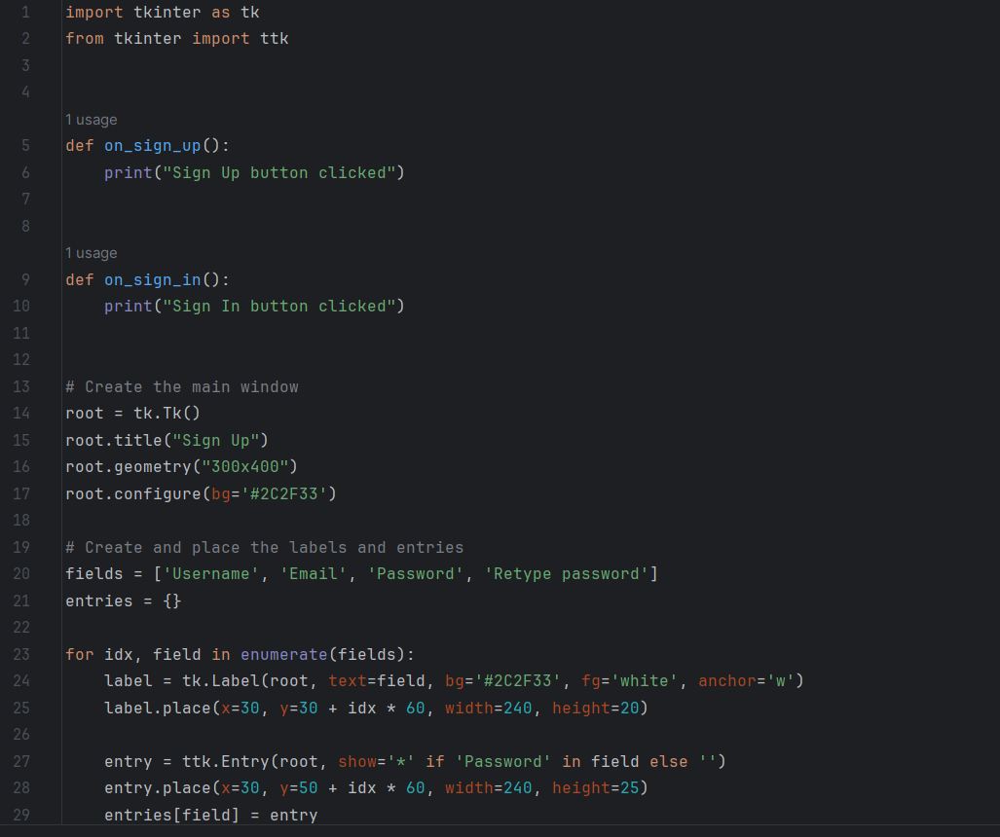 1 import tkinter as tk
2 from tkinter import ttk
3
4
1 usage
5 def on_sign_up():
6     print("Sign Up button clicked")
7
8
1 usage
9 def on_sign_in():
10     print("Sign In button clicked")
11
12
13 # Create the main window
14 root = tk.Tk()
15 root.title("Sign Up")
16 root.geometry("300x400")
17 root.configure(bg='#2C2F33')
18
19 # Create and place the labels and entries
20 fields = ['Username', 'Email', 'Password', 'Retype password']
21 entries = {}
22
23 for idx, field in enumerate(fields):
24     label = tk.Label(root, text=field, bg='#2C2F33', fg='white', anchor='w')
25     label.place(x=30, y=30 + idx * 60, width=240, height=20)
26
27     entry = ttk.Entry(root, show='*' if 'Password' in field else '')
28     entry.place(x=30, y=50 + idx * 60, width=240, height=25)
29     entries[field] = entry